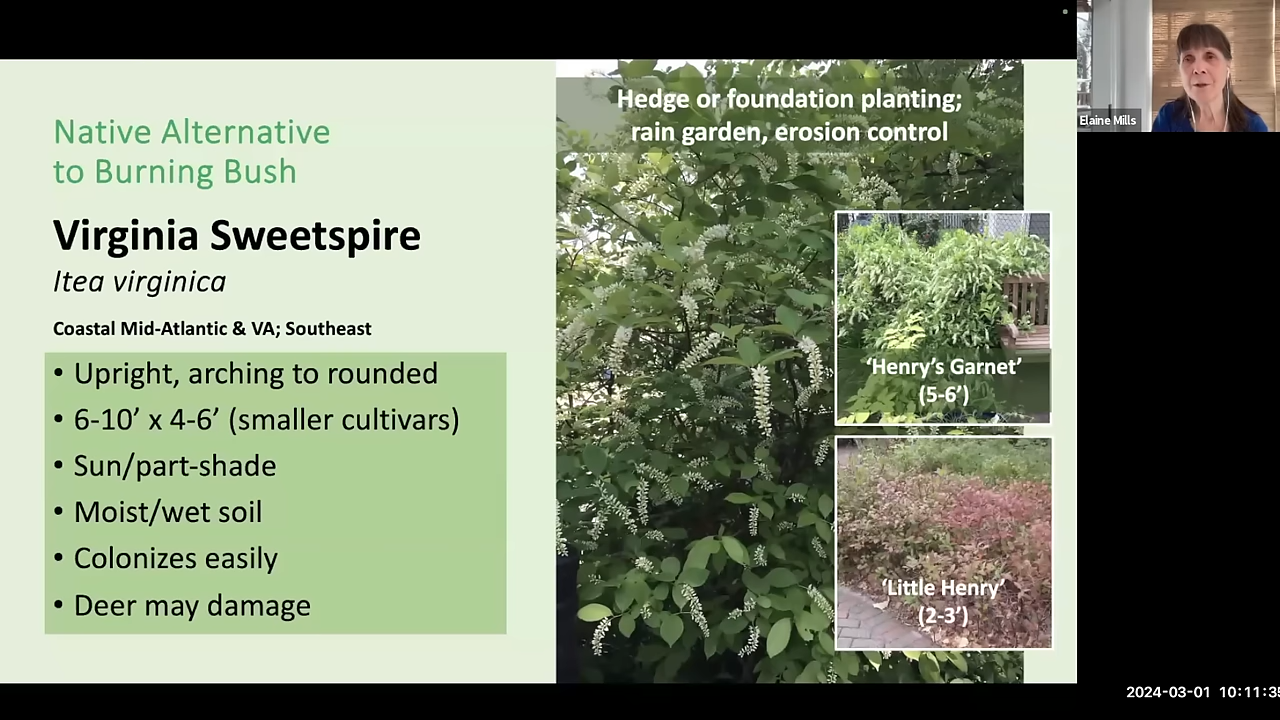 Native Alternative
to Burning Bush
Virginia Sweetspire
Itea virginica
Coastal Mid-Atlantic & VA; Southeast
• Upright, arching to rounded
• 6-10’ x 4-6’ (smaller cultivars)
• Sun/part-shade
• Moist/wet soil
• Colonizes easily
• Deer may damage
Hedge or foundation planting;
rain garden, erosion control
‘Henry’s Garnet’
(5-6’)
‘Little Henry’
(2-3’)
Elaine Mills
2024-03-01 10:11:35